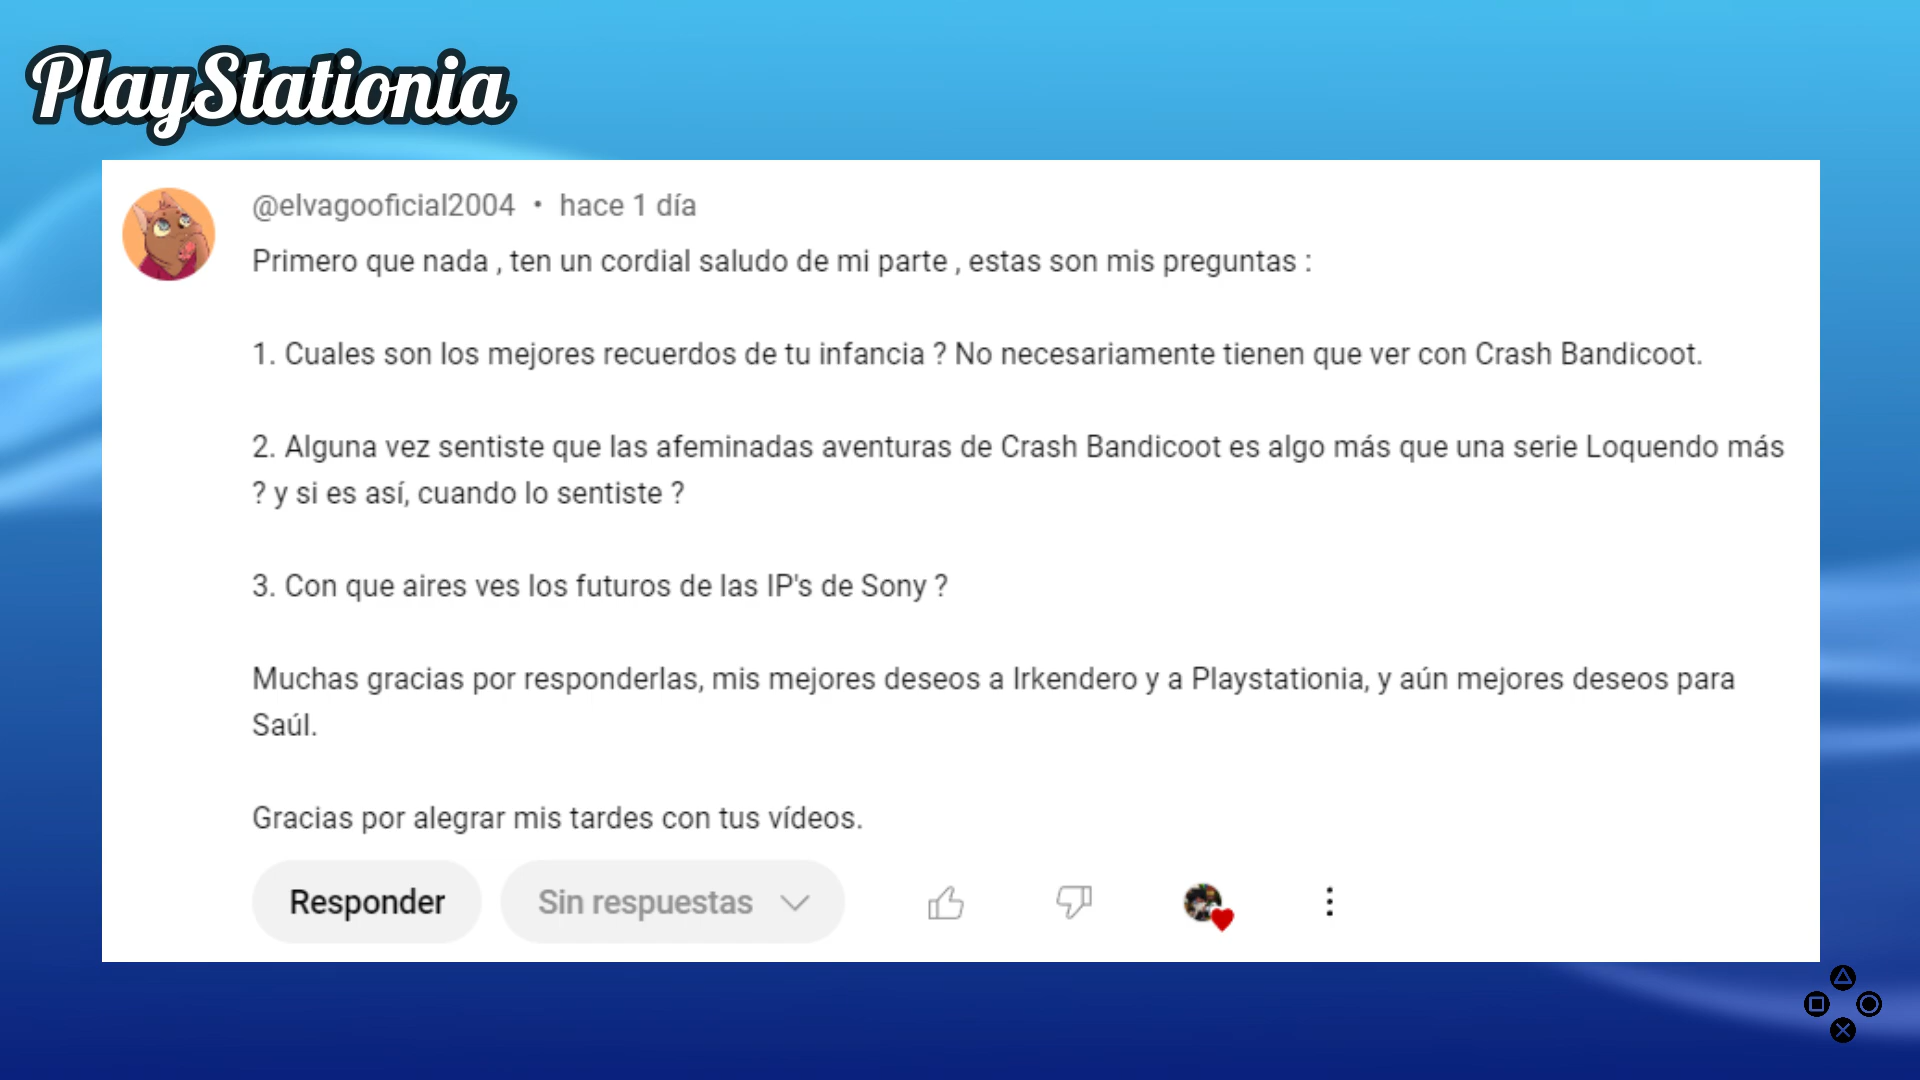 PlayStationia
@elvagooficial2004 • hace 1 día
Primero que nada , ten un cordial saludo de mi parte , estas son mis preguntas :
1. Cuales son los mejores recuerdos de tu infancia ? No necesariamente tienen que ver con Crash Bandicoot.
2. Alguna vez sentiste que las afeminadas aventuras de Crash Bandicoot es algo más que una serie Loquendo más
? y si es así, cuando lo sentiste ?
3. Con que aires ves los futuros de las IP's de Sony ?
Muchas gracias por responderlas, mis mejores deseos a Irkendero y a Playstationia, y aún mejores deseos para
Saúl.
Gracias por alegrar mis tardes con tus vídeos.
Responder Sin respuestas